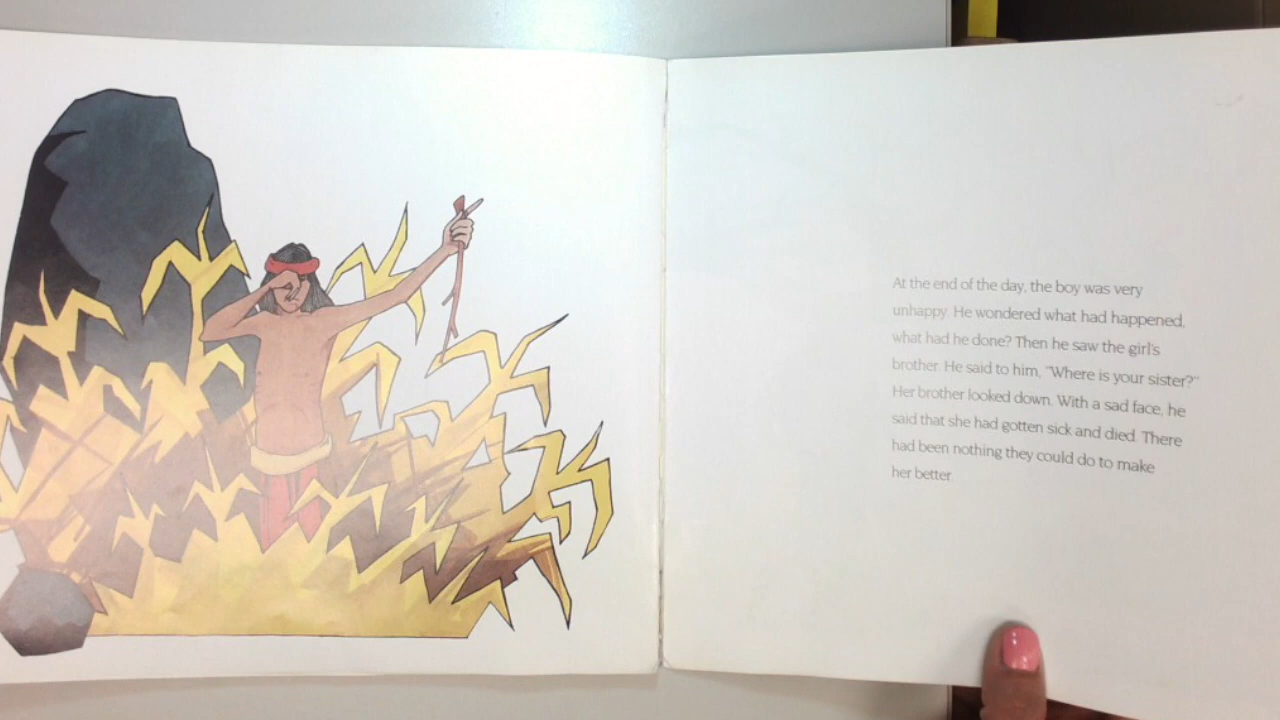 At the end of the day, the boy was very
unhappy. He wondered what had happened,
what had he done? Then he saw the girl's
brother. He said to him, "Where is your sister?"
Her brother looked down. With a sad face, he
said that she had gotten sick and died. There
had been nothing they could do to make
her better.